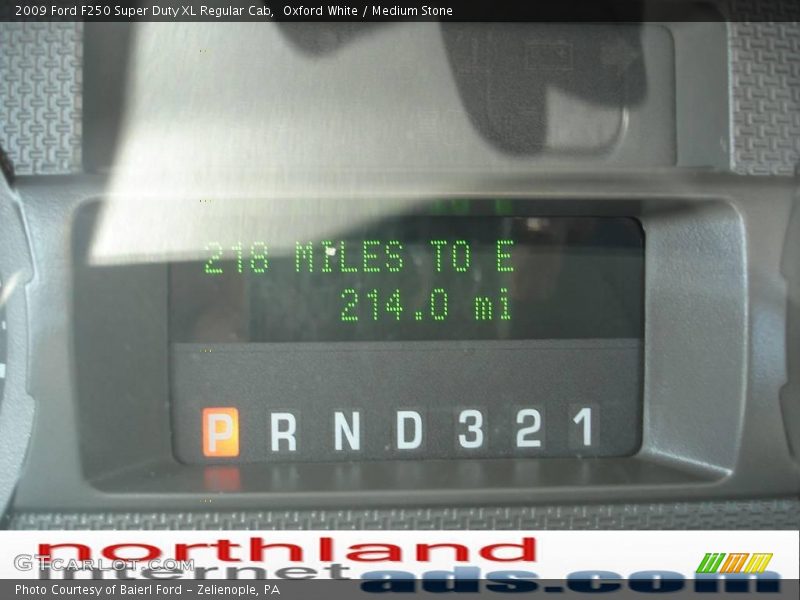 2009 Ford F250 Super Duty XL Regular Cab,  Oxford White / Medium Stone
218 MILES TO E
214.0 mi
P R N D 3 2 1
northland
internet ads.com
GTCARLOT.COM
Photo Courtesy of Baierl Ford - Zelienople, PA